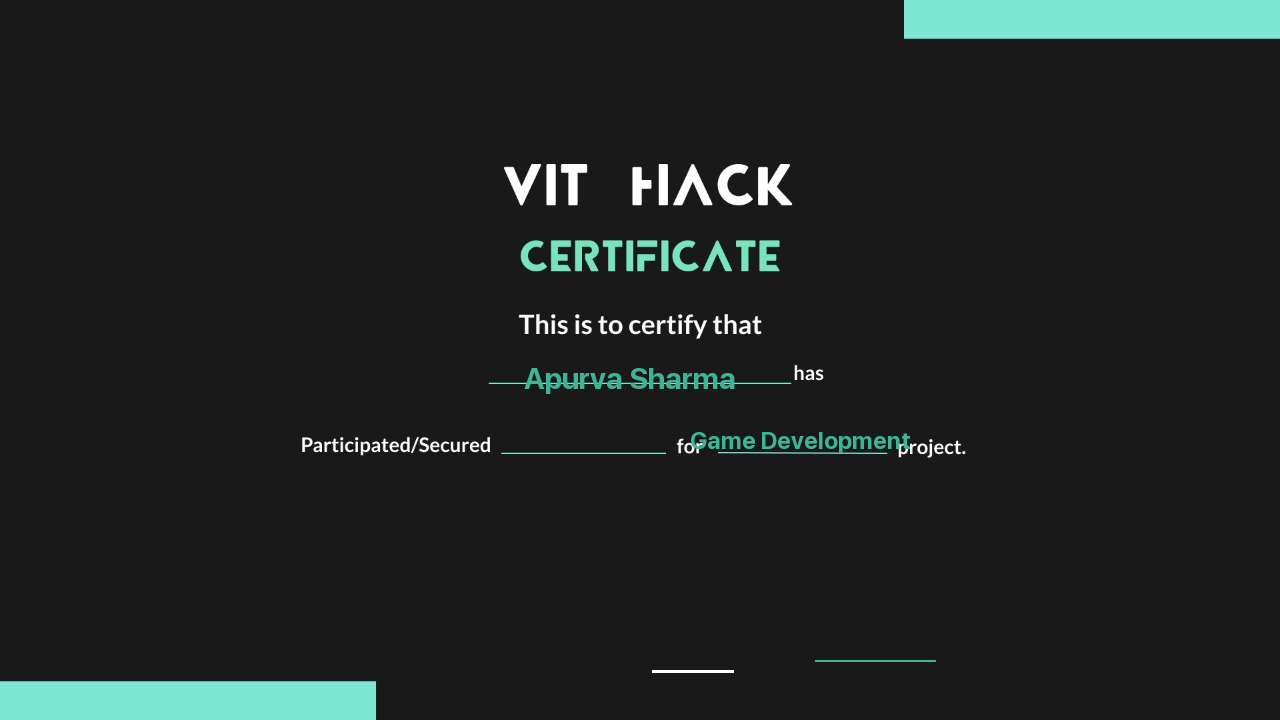 VIT HACK
CERTIFICATE
This is to certify that
Apurva Sharma has
Participated/Secured for Game Development project.